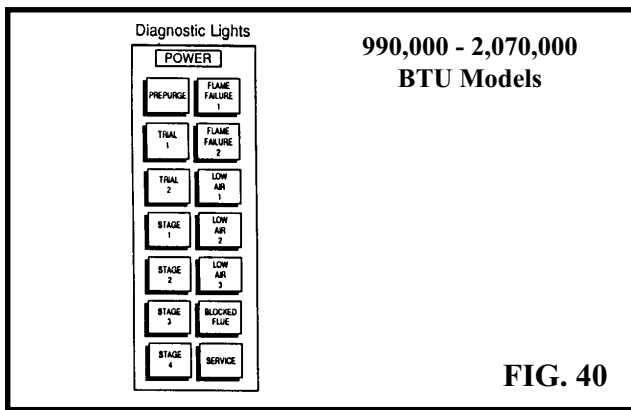 Diagnostic Lights
POWER
PREPURGE
FLAME
FAILURE
1
TRIAL
1
FLAME
FAILURE
2
TRIAL
2
LOW
AIR
1
STAGE
1
LOW
AIR
2
STAGE
2
LOW
AIR
3
STAGE
3
BLOCKED
FLUE
STAGE
4
SERVICE
990,000 - 2,070,000
BTU Models
FIG. 40